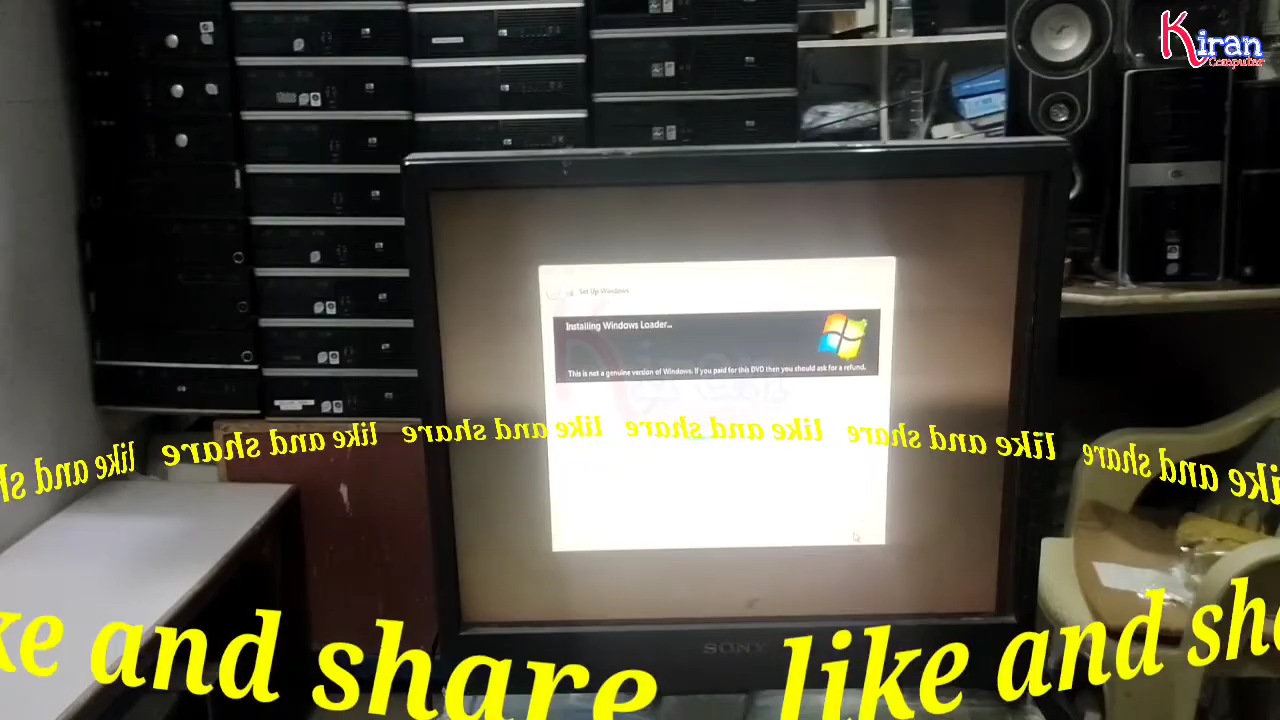 Kiran
Computer
Set Up Windows
Installing Windows Loader...
This is not a genuine version of Windows. If you paid for this DVD then you should ask for a refund.
Kiran
like and share like and share like and share like and share like and share like and sh
SONY
ke and share like and sha